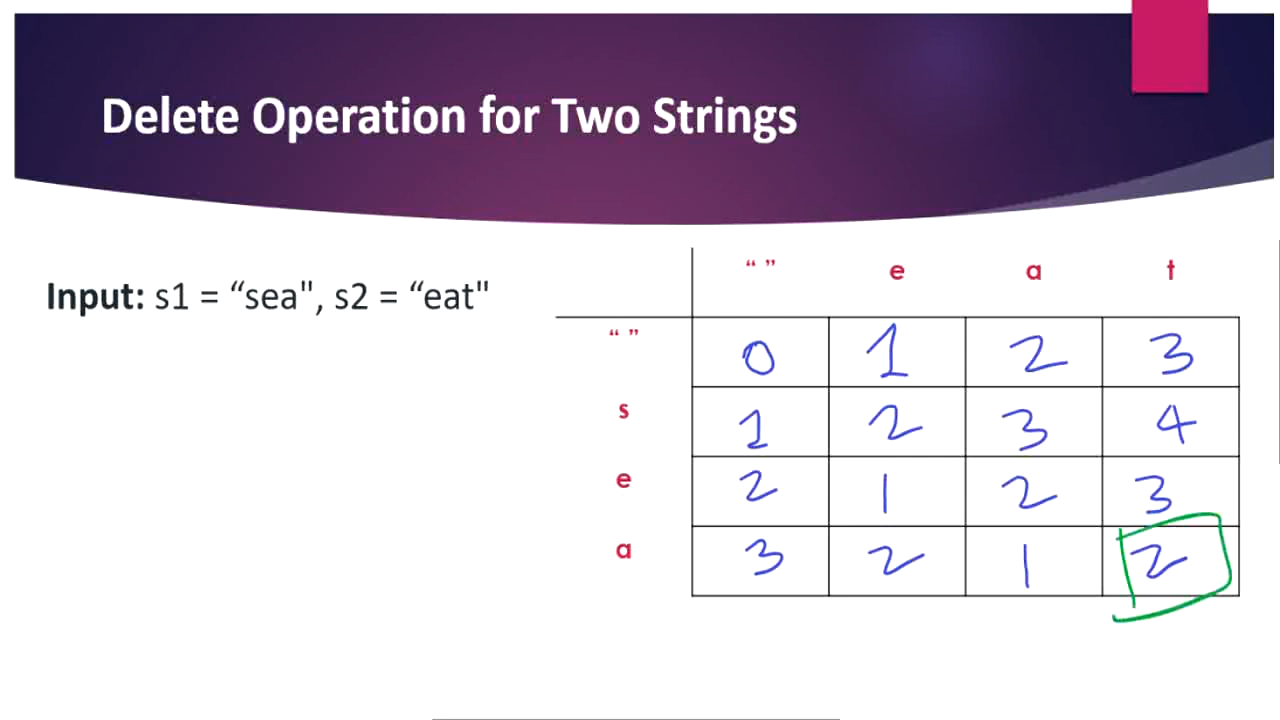 Delete Operation for Two Strings
Input: s1 = “sea", s2 = “eat"
“ ” e a t
“ ” 0 1 2 3
s 1 2 3 4
e 2 1 2 3
a 3 2 1 2